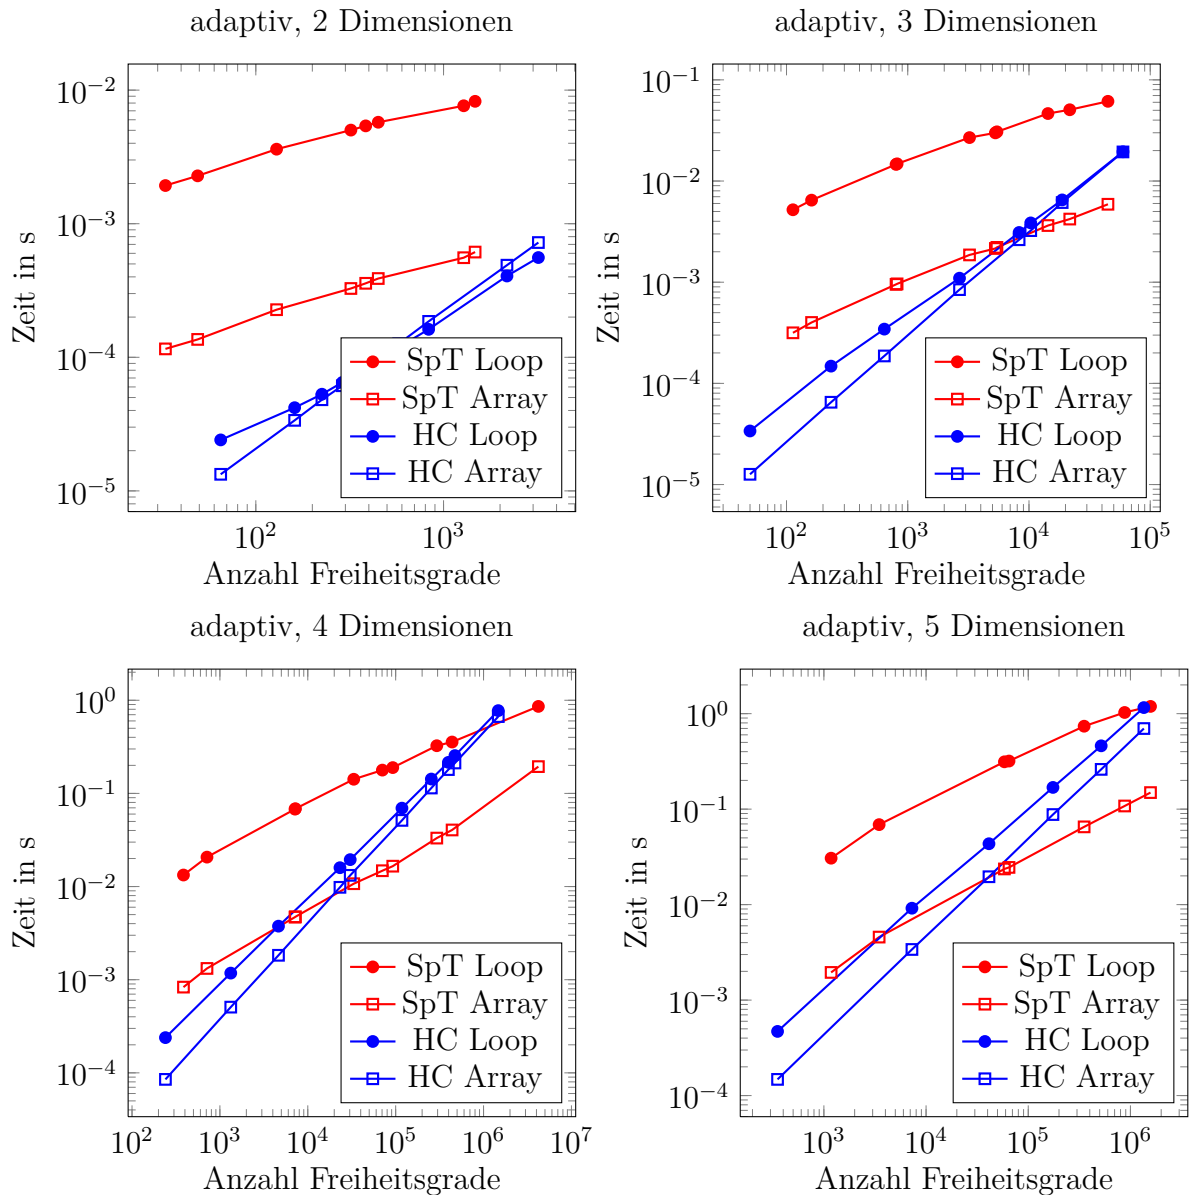 adaptiv, 2 Dimensionen
10^-2
10^-3
10^-4
10^-5
Zeit in s
SpT Loop
SpT Array
HC Loop
HC Array
10^2 10^3
Anzahl Freiheitsgrade
adaptiv, 3 Dimensionen
10^-1
10^-2
10^-3
10^-4
10^-5
Zeit in s
SpT Loop
SpT Array
HC Loop
HC Array
10^2 10^3 10^4 10^5
Anzahl Freiheitsgrade
adaptiv, 4 Dimensionen
10^0
10^-1
10^-2
10^-3
10^-4
Zeit in s
SpT Loop
SpT Array
HC Loop
HC Array
10^2 10^3 10^4 10^5 10^6 10^7
Anzahl Freiheitsgrade
adaptiv, 5 Dimensionen
10^0
10^-1
10^-2
10^-3
10^-4
Zeit in s
SpT Loop
SpT Array
HC Loop
HC Array
10^3 10^4 10^5 10^6
Anzahl Freiheitsgrade